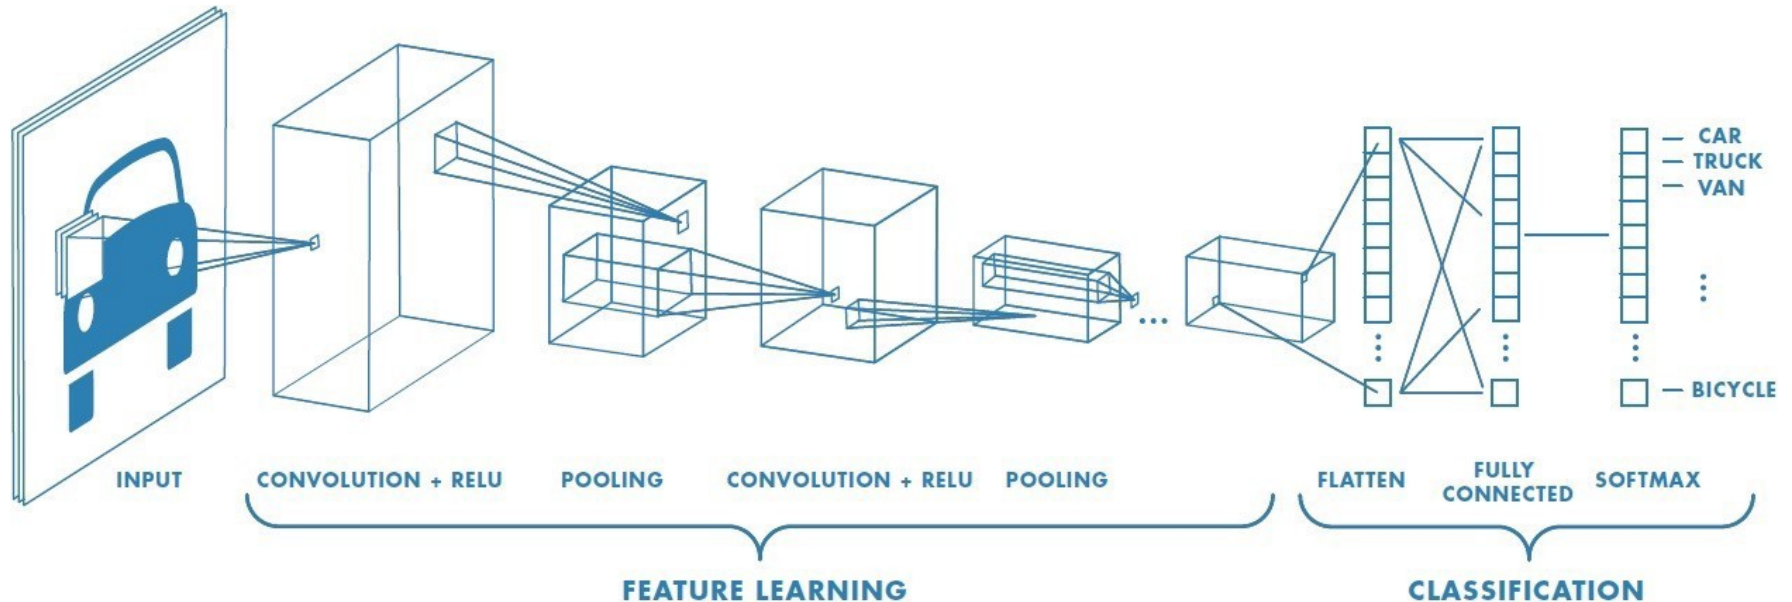 CAR
TRUCK
VAN
BICYCLE
INPUT
CONVOLUTION + RELU
POOLING
CONVOLUTION + RELU
POOLING
FLATTEN
FULLY
CONNECTED
SOFTMAX
FEATURE LEARNING
CLASSIFICATION